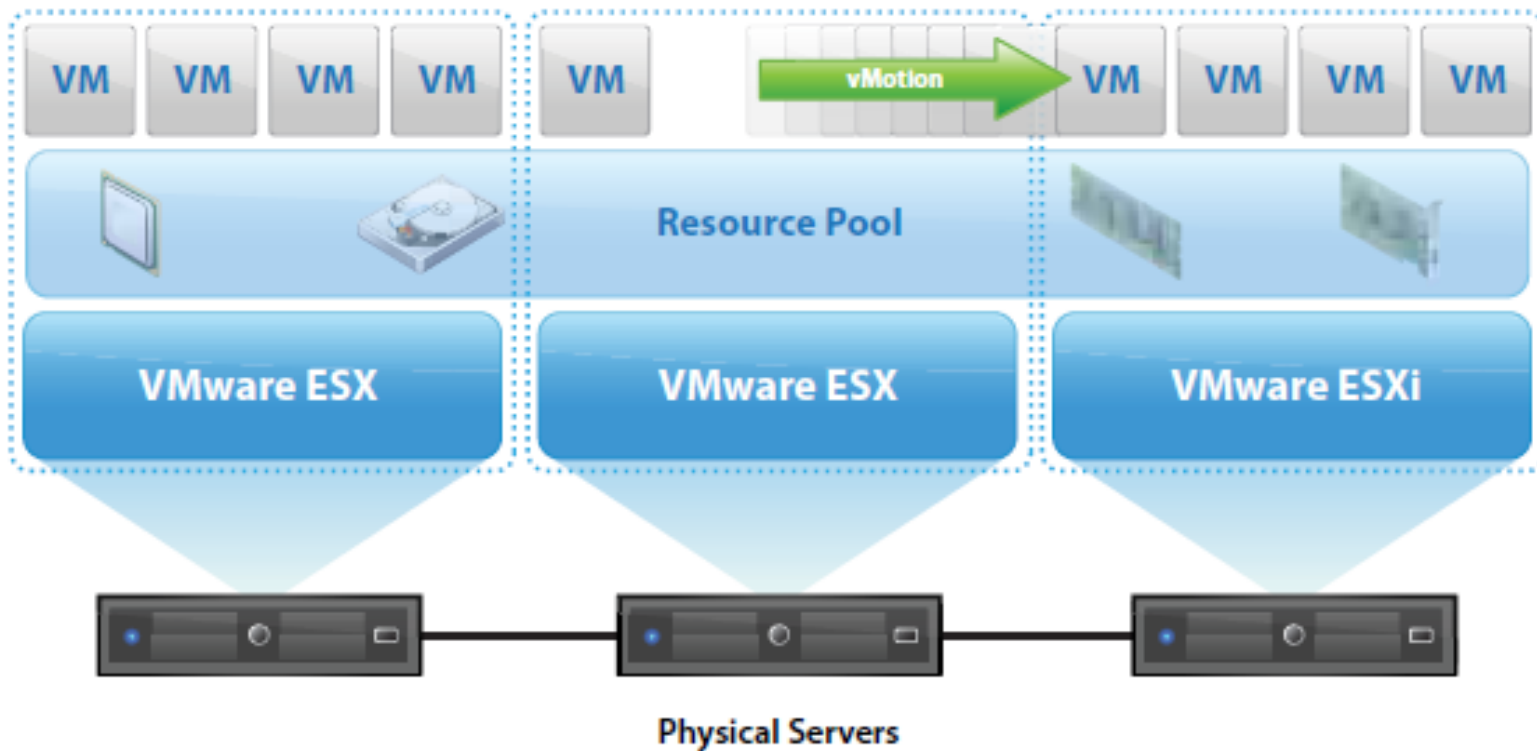 VM VM VM VM VM vMotion VM VM VM VM
Resource Pool
VMware ESX VMware ESX VMware ESXi
Physical Servers